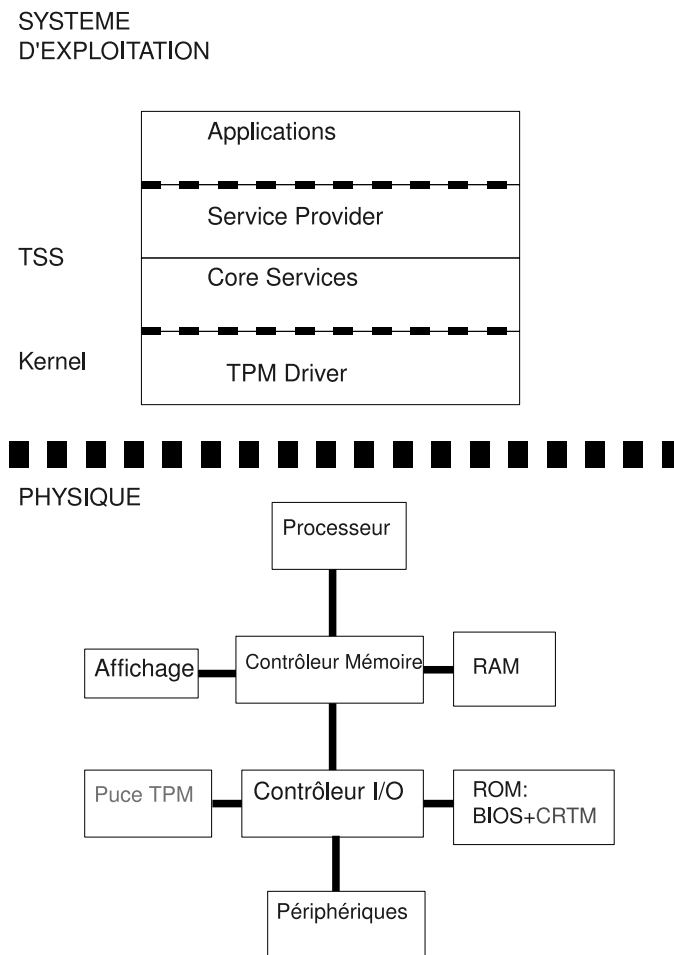 SYSTEME
D'EXPLOITATION
Applications
Service Provider
TSS
Core Services
Kernel
TPM Driver
PHYSIQUE
Processeur
Affichage
Contrôleur Mémoire
RAM
Puce TPM
Contrôleur I/O
ROM:
BIOS+CRTM
Périphériques